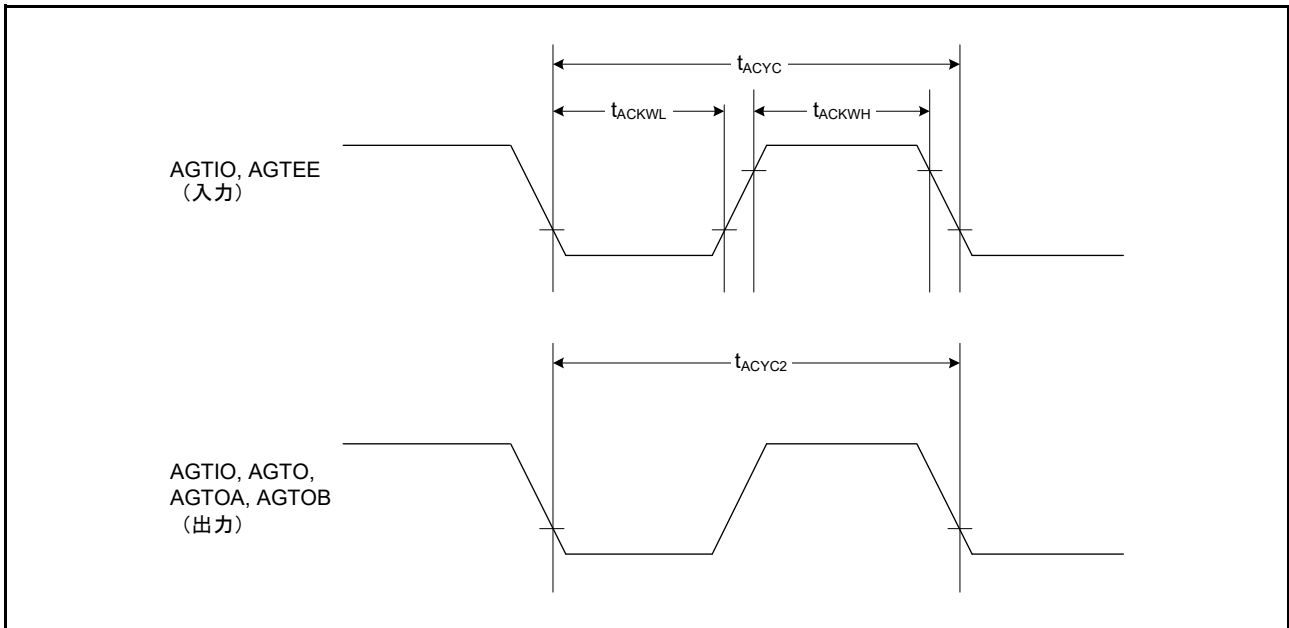 tACYC
tACKWL
tACKWH
AGTIO, AGTEE
（入力）
tACYC2
AGTIO, AGTO,
AGTOA, AGTOB
（出力）